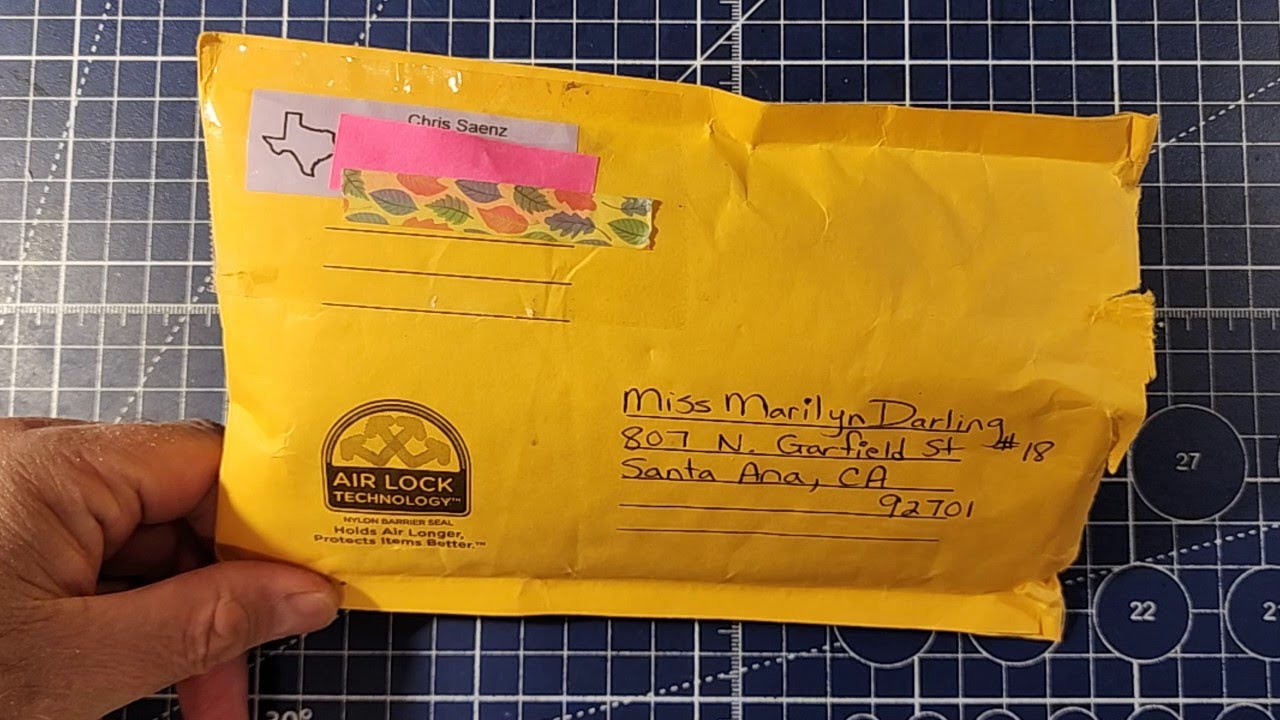 Chris Saenz
Miss Marilyn Darling
807 N. Garfield St #18
Santa Ana, CA
92701
AIR LOCK
TECHNOLOGY™
NYLON BARRIER SEAL
Holds Air Longer,
Protects Items Better.™
27
22
30°